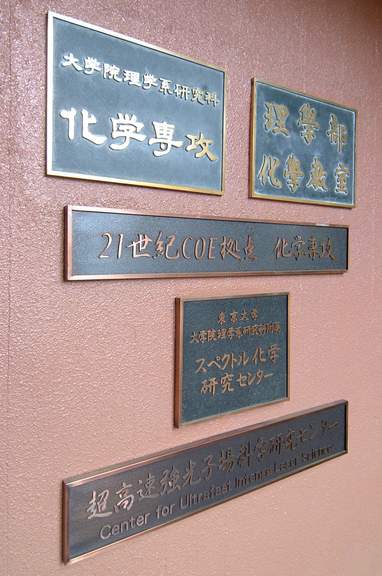 大学院理学系研究科
化学専攻
理學部
化學教室
21世紀COE拠点 化学専攻
東京大学
大学院理学系研究科附属
スペクトル化学
研究センター
超高速強光子場科学研究センター
Center for Ultrafast Intense Laser Science